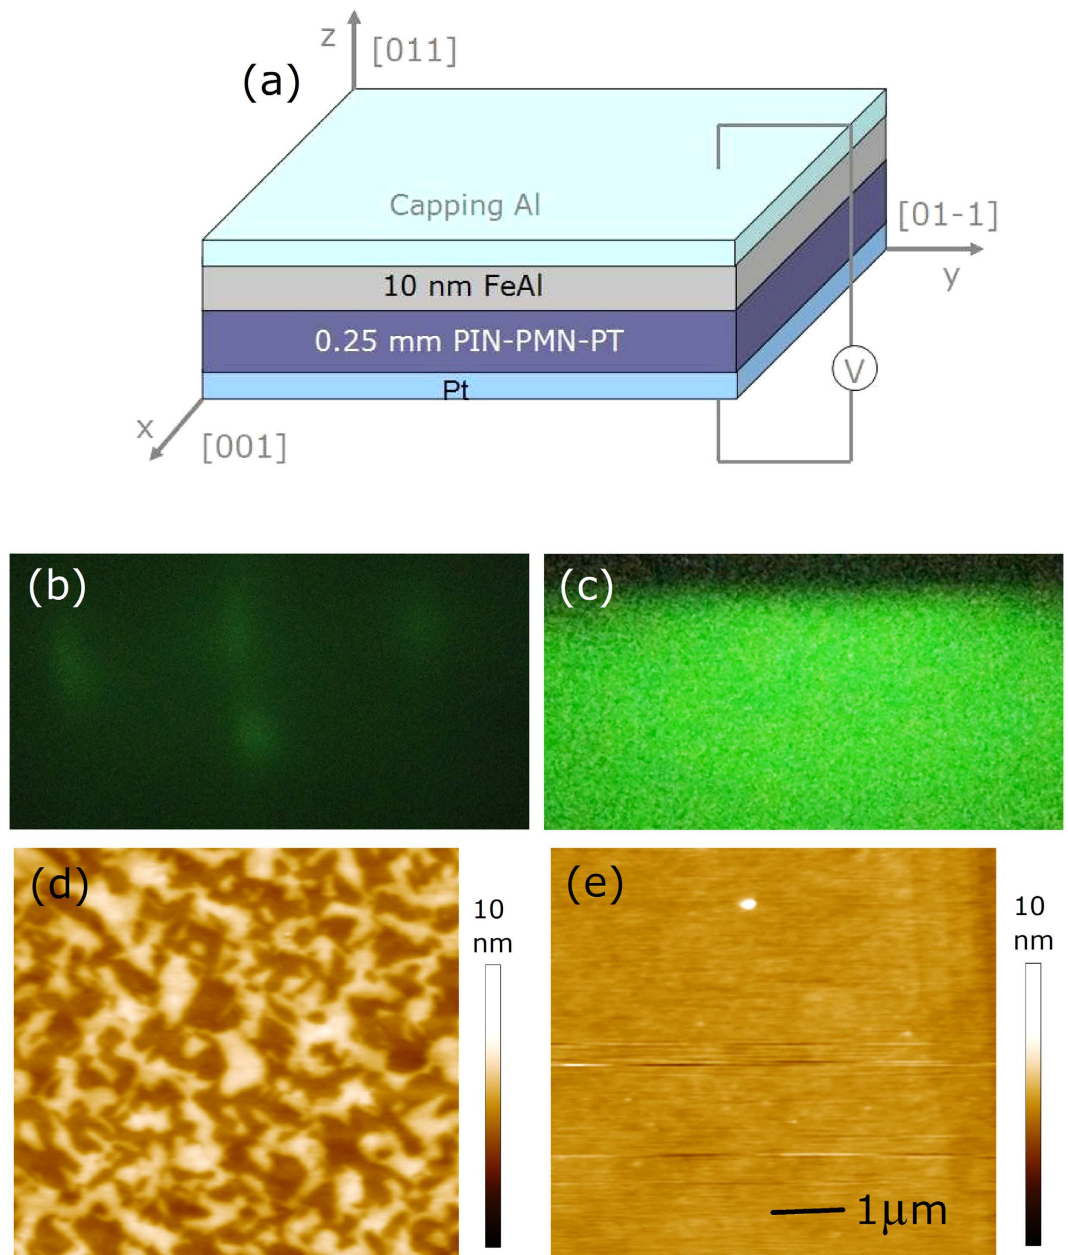 z
[011]
(a)
Capping Al
[01-1]
y
10 nm FeAl
0.25 mm PIN-PMN-PT
V
Pt
x
[001]
(b)
(c)
(d)
10
nm
(e)
10
nm
1μm